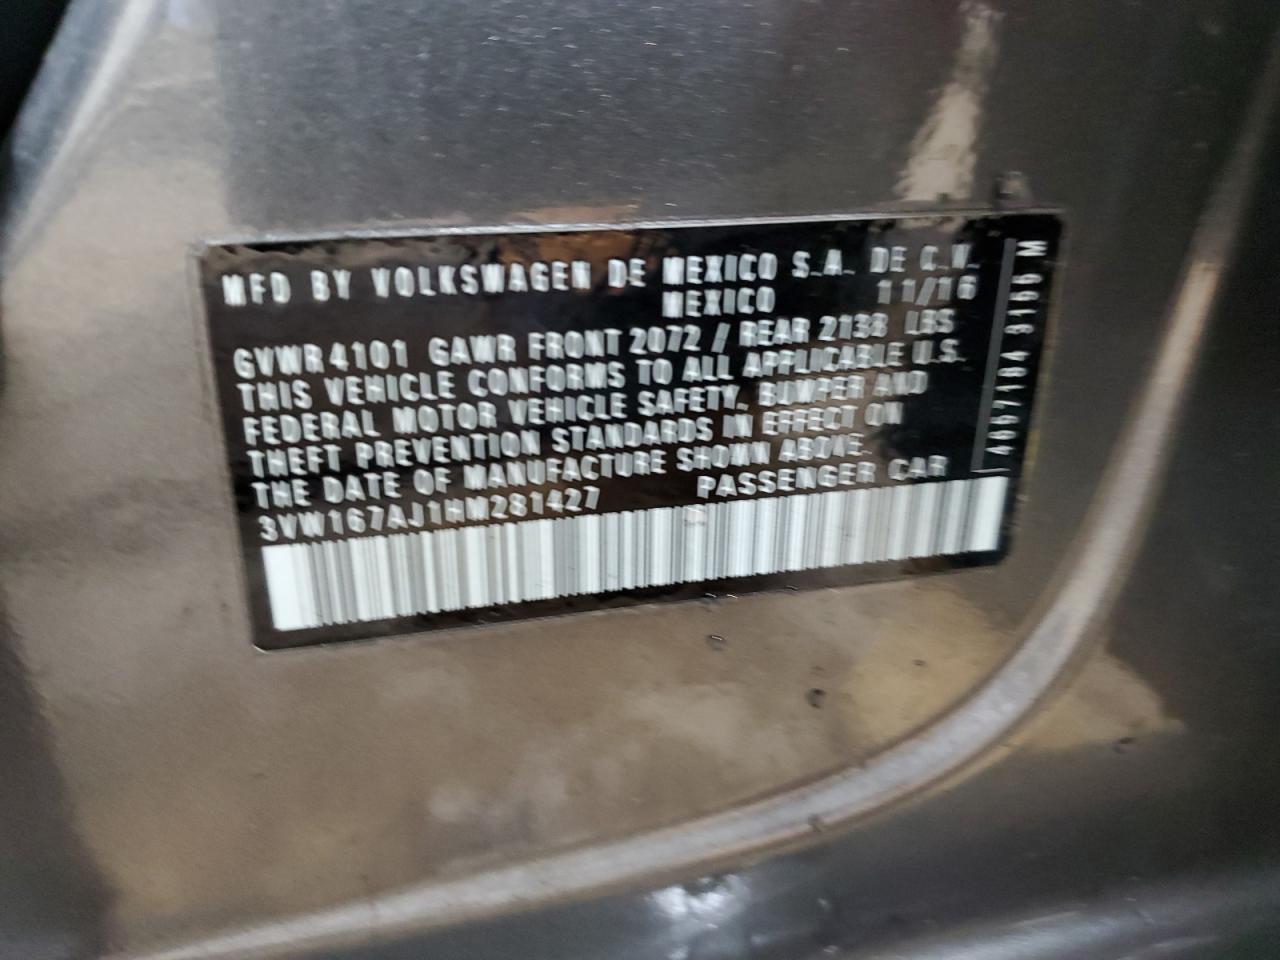 MFD BY VOLKSWAGEN DE MEXICO S.A. DE C.V.
MEXICO 11/16
GVWR 4101 GAWR FRONT 2072 / REAR 2138 LBS
THIS VEHICLE CONFORMS TO ALL APPLICABLE U.S.
FEDERAL MOTOR VEHICLE SAFETY, BUMPER AND
THEFT PREVENTION STANDARDS IN EFFECT ON
THE DATE OF MANUFACTURE SHOWN ABOVE.
3VW167AJ1HM281427 PASSENGER CAR
M